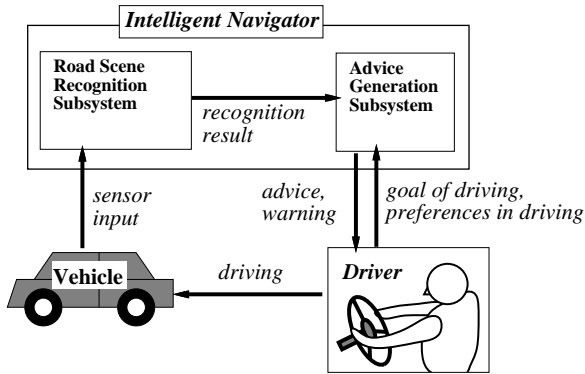 Intelligent Navigator
Road Scene
Recognition
Subsystem
Advice
Generation
Subsystem
recognition
result
sensor
input
advice,
warning
goal of driving,
preferences in driving
Vehicle
driving
Driver